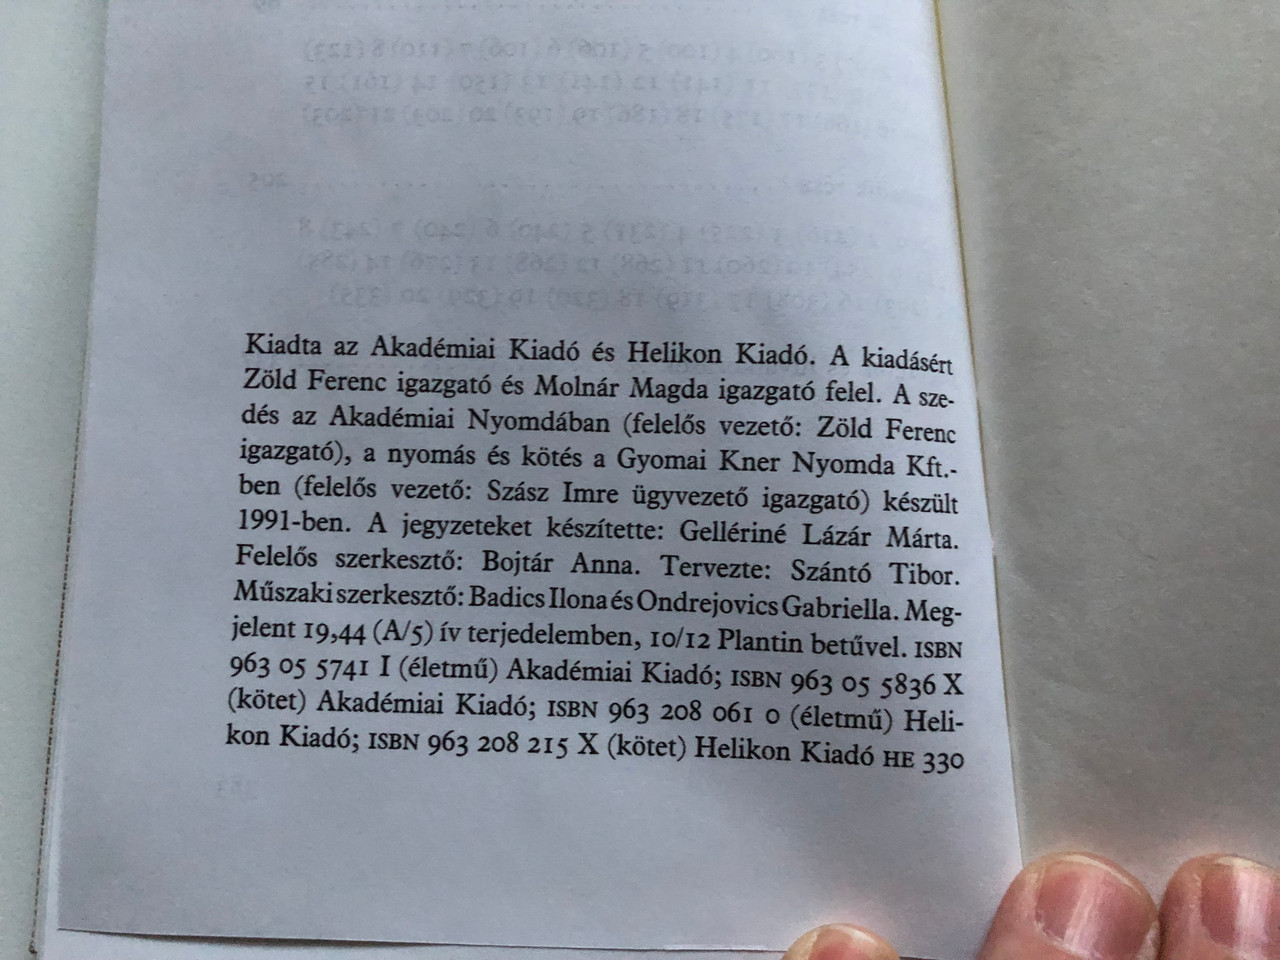 Kiadta az Akadémiai Kiadó és Helikon Kiadó. A kiadásért
Zöld Ferenc igazgató és Molnár Magda igazgató felel. A sze-
dés az Akadémiai Nyomdában (felelős vezető: Zöld Ferenc
igazgató), a nyomás és kötés a Gyomai Kner Nyomda Kft.-
ben (felelős vezető: Szász Imre ügyvezető igazgató) készült
1991-ben. A jegyzeteket készítette: Gellériné Lázár Márta.
Felelős szerkesztő: Bojtár Anna. Tervezte: Szántó Tibor.
Műszaki szerkesztő: Badics Ilona és Ondrejovics Gabriella. Meg-
jelent 19,44 (A/5) ív terjedelemben, 10/12 Plantin betűvel. ISBN
963 05 5741 1 (életmű) Akadémiai Kiadó; ISBN 963 05 5836 X
(kötet) Akadémiai Kiadó; ISBN 963 208 061 0 (életmű) Heli-
kon Kiadó; ISBN 963 208 215 X (kötet) Helikon Kiadó HE 330